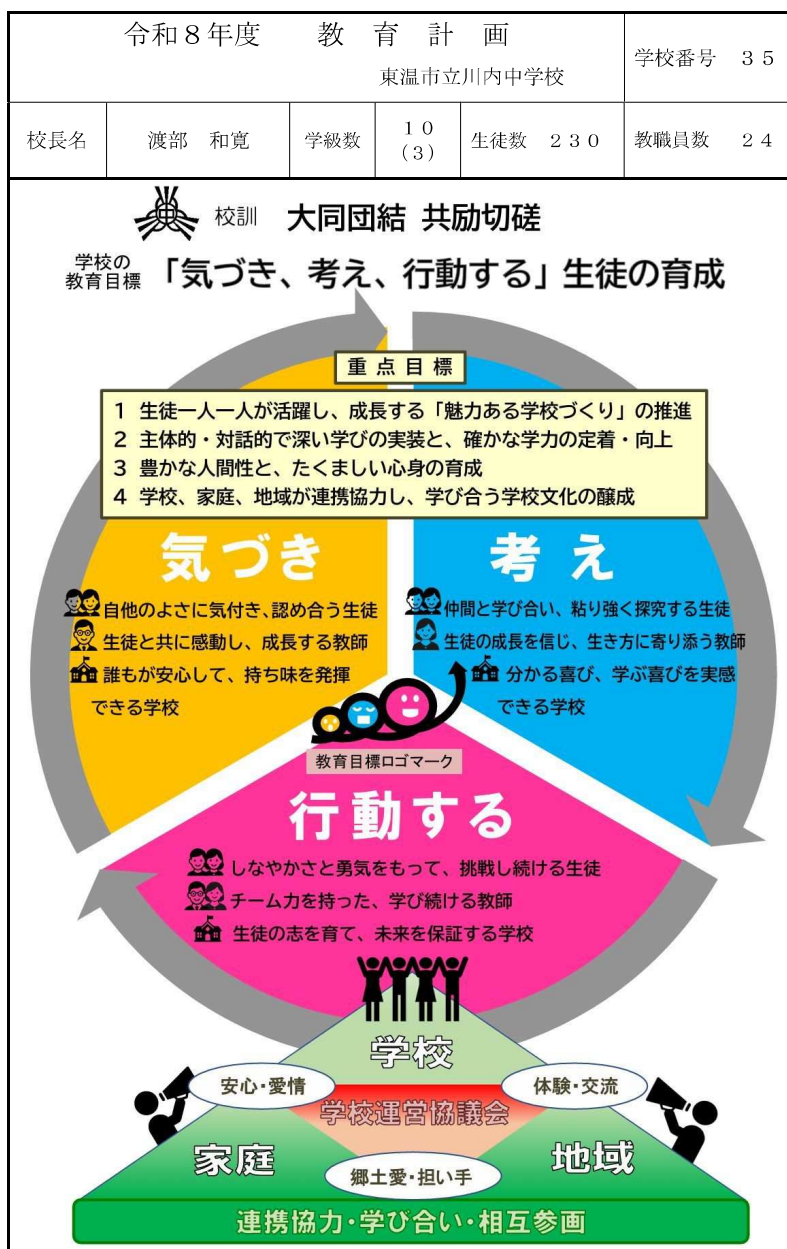 令和８年度　　教　育　計　画
東温市立川内中学校
学校番号　３５
校長名　渡部　和寛　学級数　１０（３）　生徒数　２３０　教職員数　２４
校訓　大同団結 共励切磋
学校の教育目標　「気づき、考え、行動する」生徒の育成
重 点 目 標
１ 生徒一人一人が活躍し、成長する「魅力ある学校づくり」の推進
２ 主体的・対話的で深い学びの実装と、確かな学力の定着・向上
３ 豊かな人間性と、たくましい心身の育成
４ 学校、家庭、地域が連携協力し、学び合う学校文化の醸成
気づき
自他のよさに気付き、認め合う生徒
生徒と共に感動し、成長する教師
誰もが安心して、持ち味を発揮
できる学校
考 え
仲間と学び合い、粘り強く探究する生徒
生徒の成長を信じ、生き方に寄り添う教師
分かる喜び、学ぶ喜びを実感
できる学校
教育目標ロゴマーク
行動する
しなやかさと勇気をもって、挑戦し続ける生徒
チーム力を持った、学び続ける教師
生徒の志を育て、未来を保証する学校
学校
安心・愛情
体験・交流
学校運営協議会
家庭
地域
郷土愛・担い手
連携協力・学び合い・相互参画